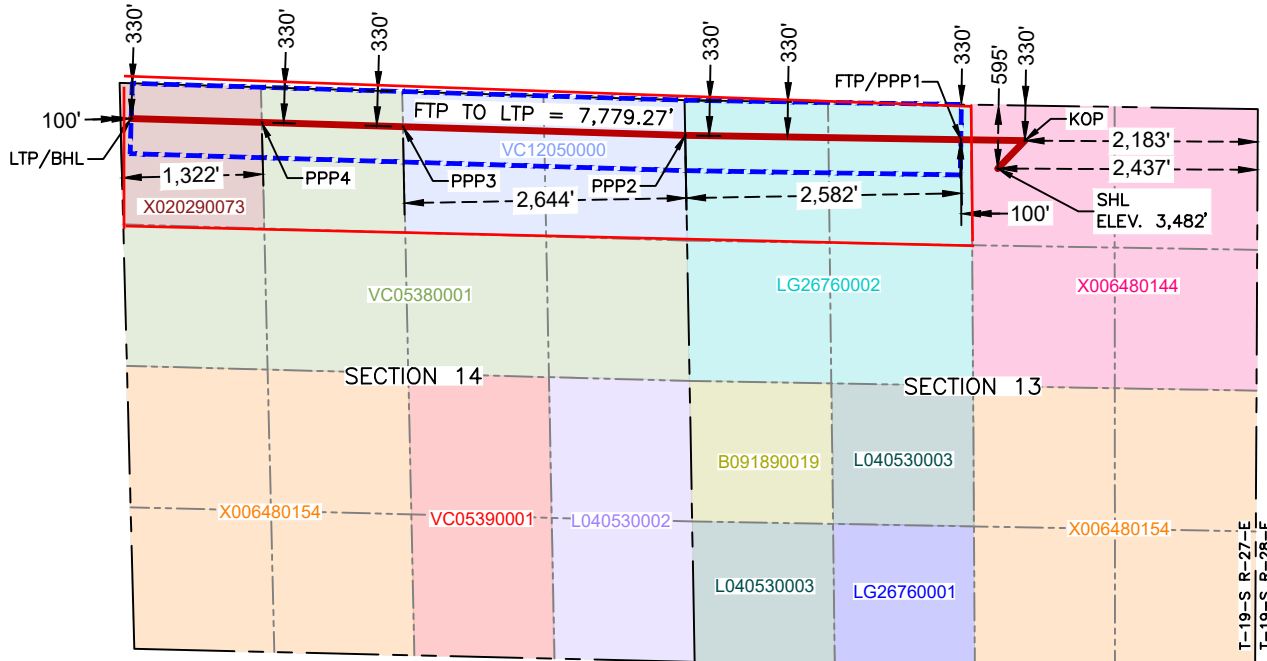 330'
330'
330'
330'
330'
330'
595'
330'
FTP/PPP1
FTP TO LTP = 7,779.27'
KOP
100'
2,183'
LTP/BHL
VC12050000
2,437'
1,322'
PPP4
PPP3
PPP2
2,644'
2,582'
SHL
ELEV. 3,482'
X020290073
100'
VC05380001
LG26760002
X006480144
SECTION 14
SECTION 13
B091890019
L040530003
X006480154
VC05390001
L040530002
X006480154
L040530003
LG26760001
T-19-S R-27-E
T-19-S R-28-E